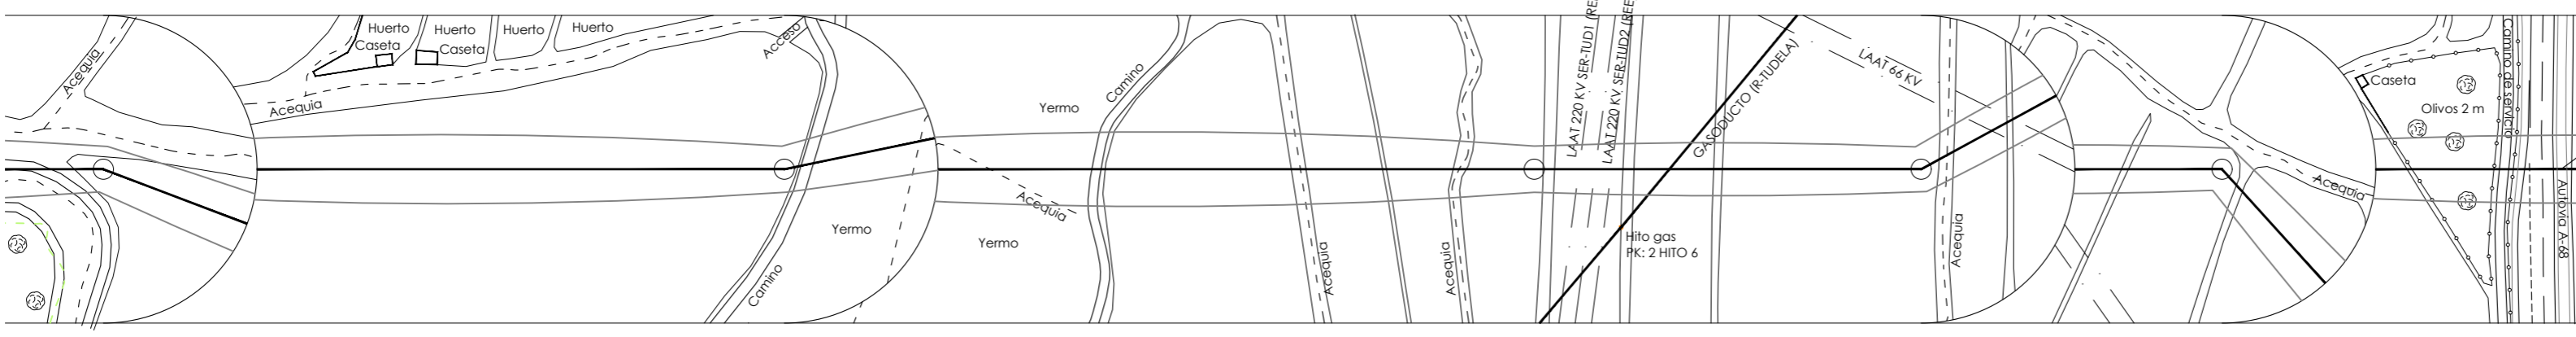 Acequia
Huerto
Huerto
Huerto
Huerto
Caseta
Caseta
Acequia
Acceso
Yermo
Camino
Yermo
Camino
Acequia
Yermo
Acequia
Acequia
LAAT 220 KV SER-TUD1 (REE
LAAT 220 KV SER-TUD2 (REE
GASODUCTO (R-TUDELA)
Hito gas
PK: 2 HITO 6
LAAT 66 KV
Acequia
Acequia
Caseta
Olivos 2 m
Camino de servicio
Autovía A-68